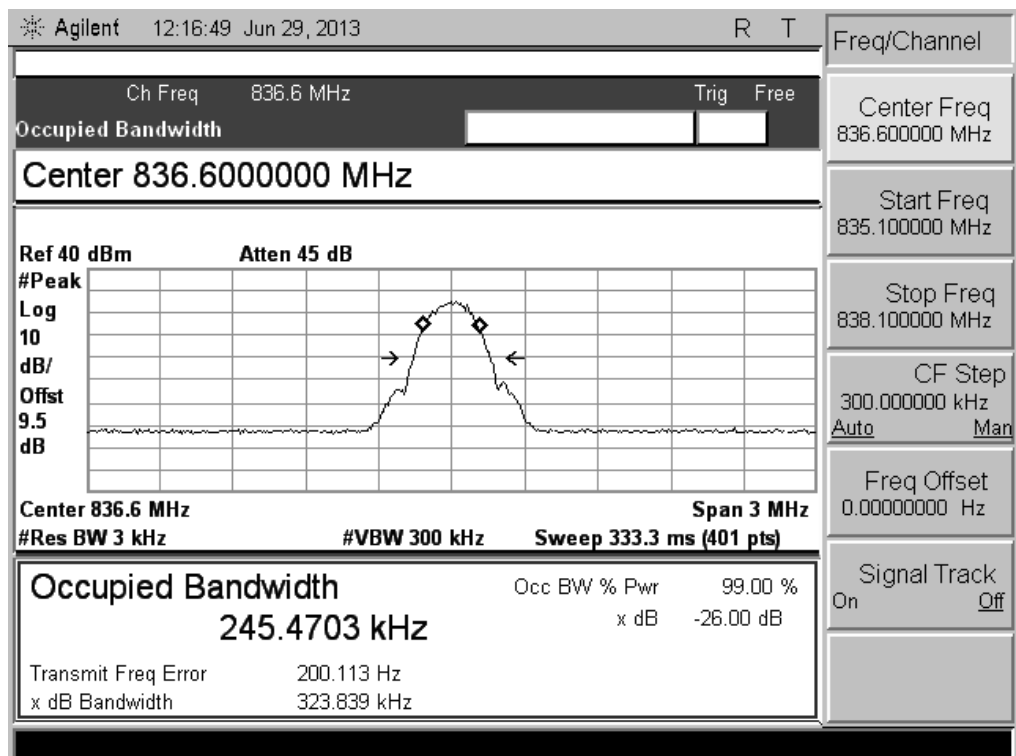 Agilent 12:16:49 Jun 29, 2013 R T
Ch Freq 836.6 MHz Trig Free
Occupied Bandwidth
Center 836.6000000 MHz
Ref 40 dBm Atten 45 dB
#Peak
Log
10
dB/
Offst
9.5
dB
Center 836.6 MHz Span 3 MHz
#Res BW 3 kHz #VBW 300 kHz Sweep 333.3 ms (401 pts)
Occupied Bandwidth Occ BW % Pwr 99.00 %
245.4703 kHz x dB -26.00 dB
Transmit Freq Error 200.113 Hz
x dB Bandwidth 323.839 kHz
Freq/Channel
Center Freq
836.600000 MHz
Start Freq
835.100000 MHz
Stop Freq
838.100000 MHz
CF Step
300.000000 kHz
Auto Man
Freq Offset
0.00000000 Hz
Signal Track
On Off